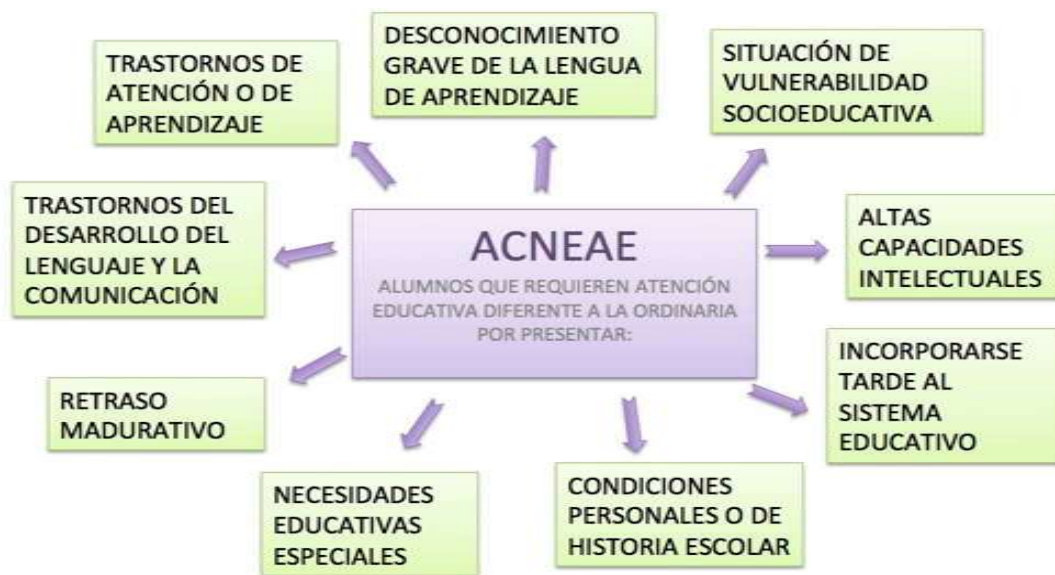 TRASTORNOS DE
ATENCIÓN O DE
APRENDIZAJE
DESCONOCIMIENTO
GRAVE DE LA LENGUA
DE APRENDIZAJE
SITUACIÓN DE
VULNERABILIDAD
SOCIOEDUCATIVA
TRASTORNOS DEL
DESARROLLO DEL
LENGUAJE Y LA
COMUNICACIÓN
ACNEAE
ALUMNOS QUE REQUIEREN ATENCIÓN
EDUCATIVA DIFERENTE A LA ORDINARIA
POR PRESENTAR:
ALTAS
CAPACIDADES
INTELECTUALES
RETRASO
MADURATIVO
INCORPORARSE
TARDE AL
SISTEMA
EDUCATIVO
NECESIDADES
EDUCATIVAS
ESPECIALES
CONDICIONES
PERSONALES O DE
HISTORIA ESCOLAR